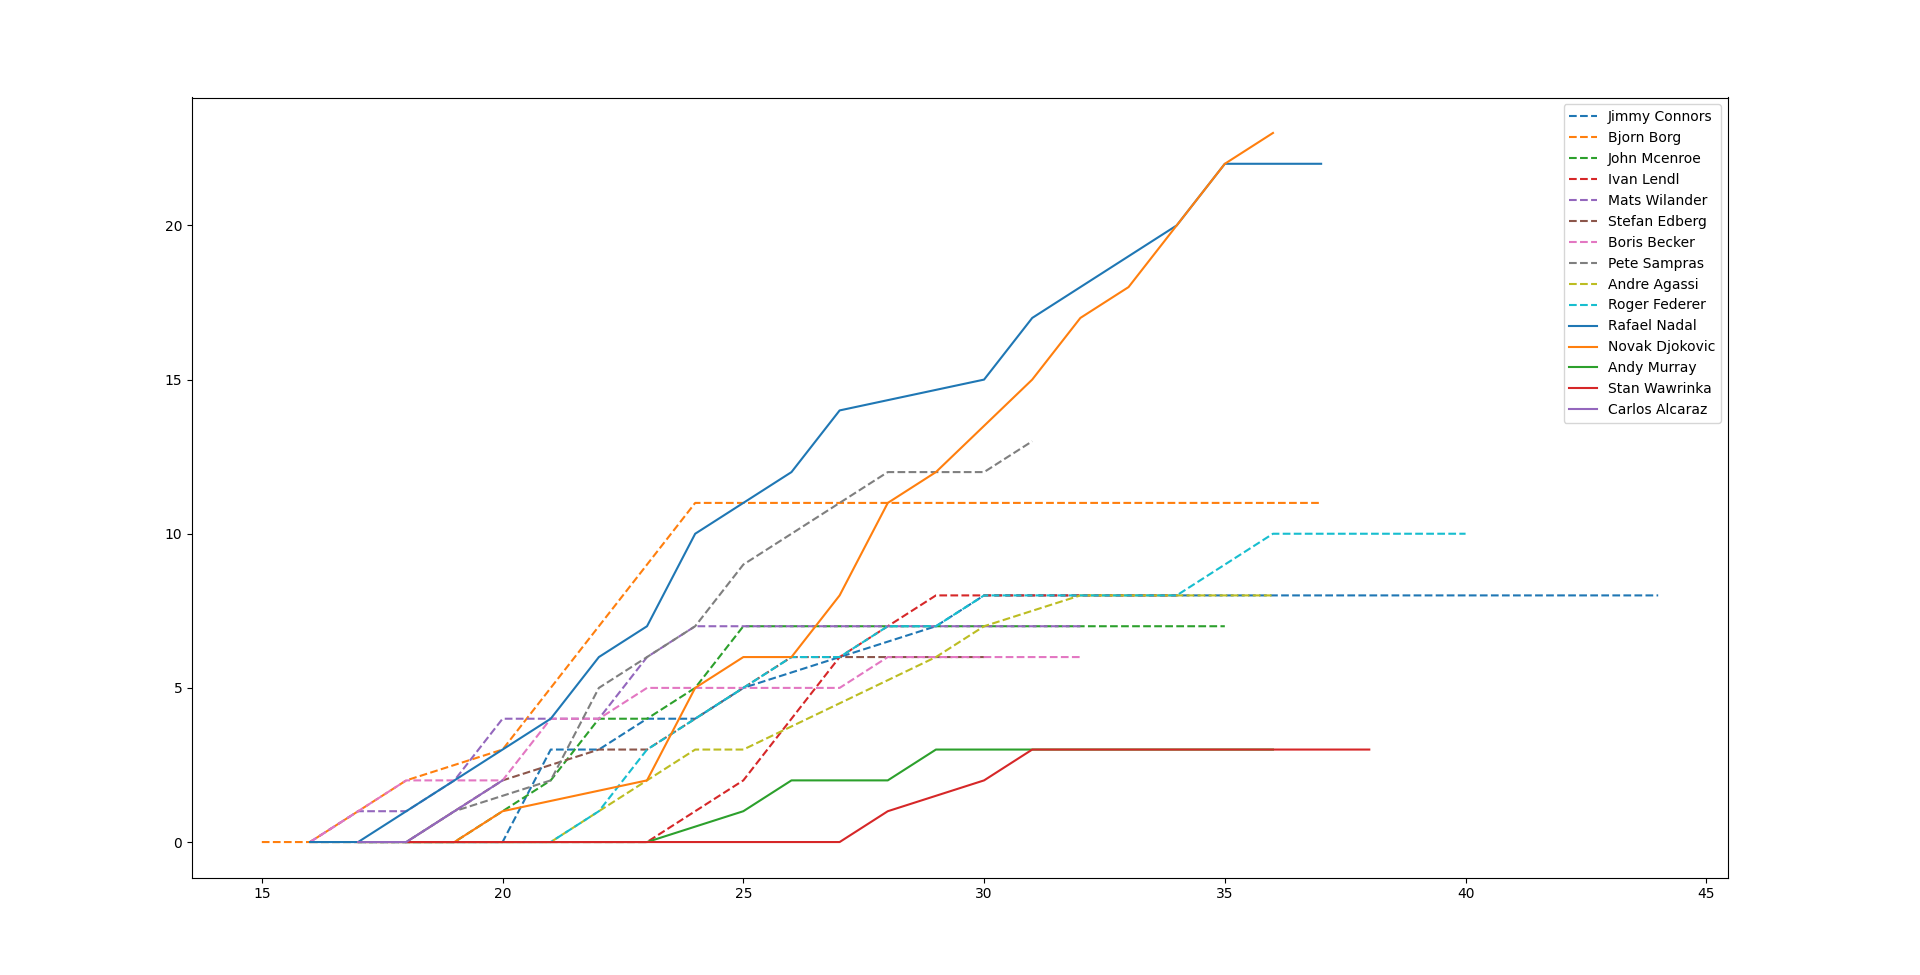 Jimmy Connors
Bjorn Borg
John Mcenroe
Ivan Lendl
Mats Wilander
Stefan Edberg
Boris Becker
Pete Sampras
Andre Agassi
Roger Federer
Rafael Nadal
Novak Djokovic
Andy Murray
Stan Wawrinka
Carlos Alcaraz
20
15
10
5
0
15 20 25 30 35 40 45